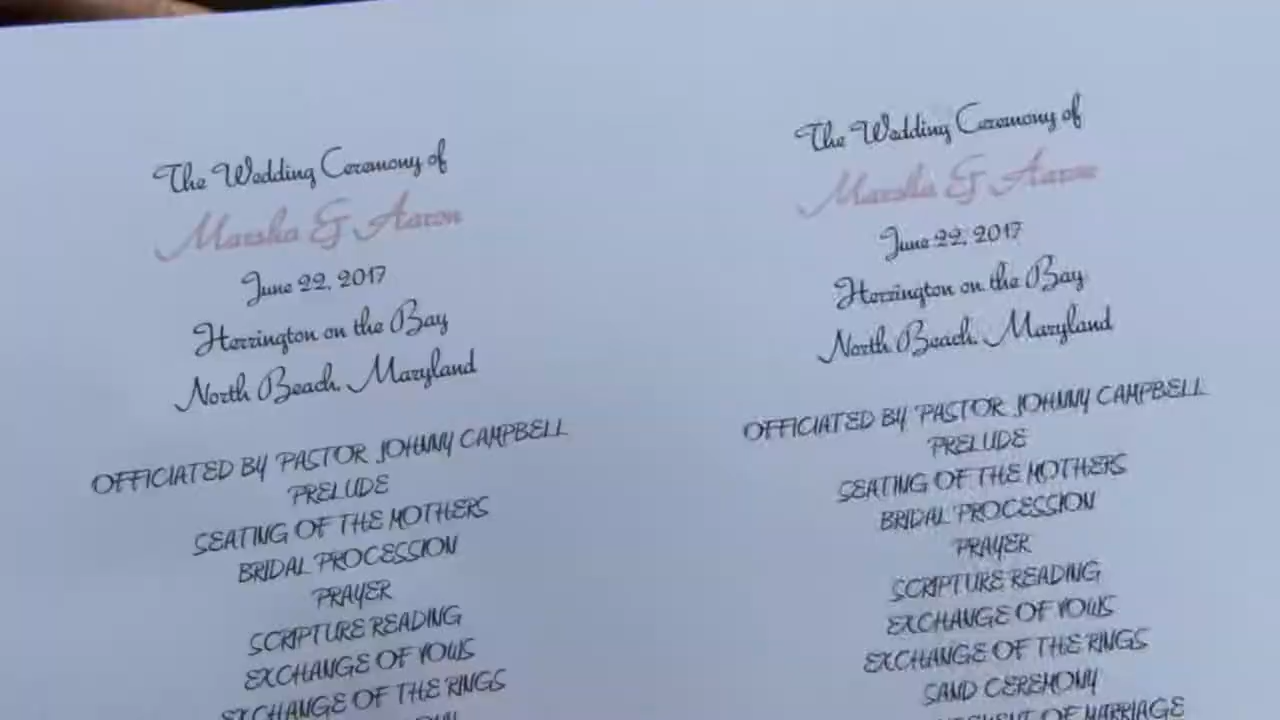 The Wedding Ceremony of
Marsha & Aaron
June 22, 2017
Herrington on the Bay
North Beach, Maryland
OFFICIATED BY PASTOR JOHNNY CAMPBELL
PRELUDE
SEATING OF THE MOTHERS
BRIDAL PROCESSION
PRAYER
SCRIPTURE READING
EXCHANGE OF VOWS
EXCHANGE OF THE RINGS
The Wedding Ceremony of
Marsha & Aaron
June 22, 2017
Herrington on the Bay
North Beach, Maryland
OFFICIATED BY PASTOR JOHNNY CAMPBELL
PRELUDE
SEATING OF THE MOTHERS
BRIDAL PROCESSION
PRAYER
SCRIPTURE READING
EXCHANGE OF VOWS
EXCHANGE OF THE RINGS
SAND CEREMONY
OF MARRIAGE